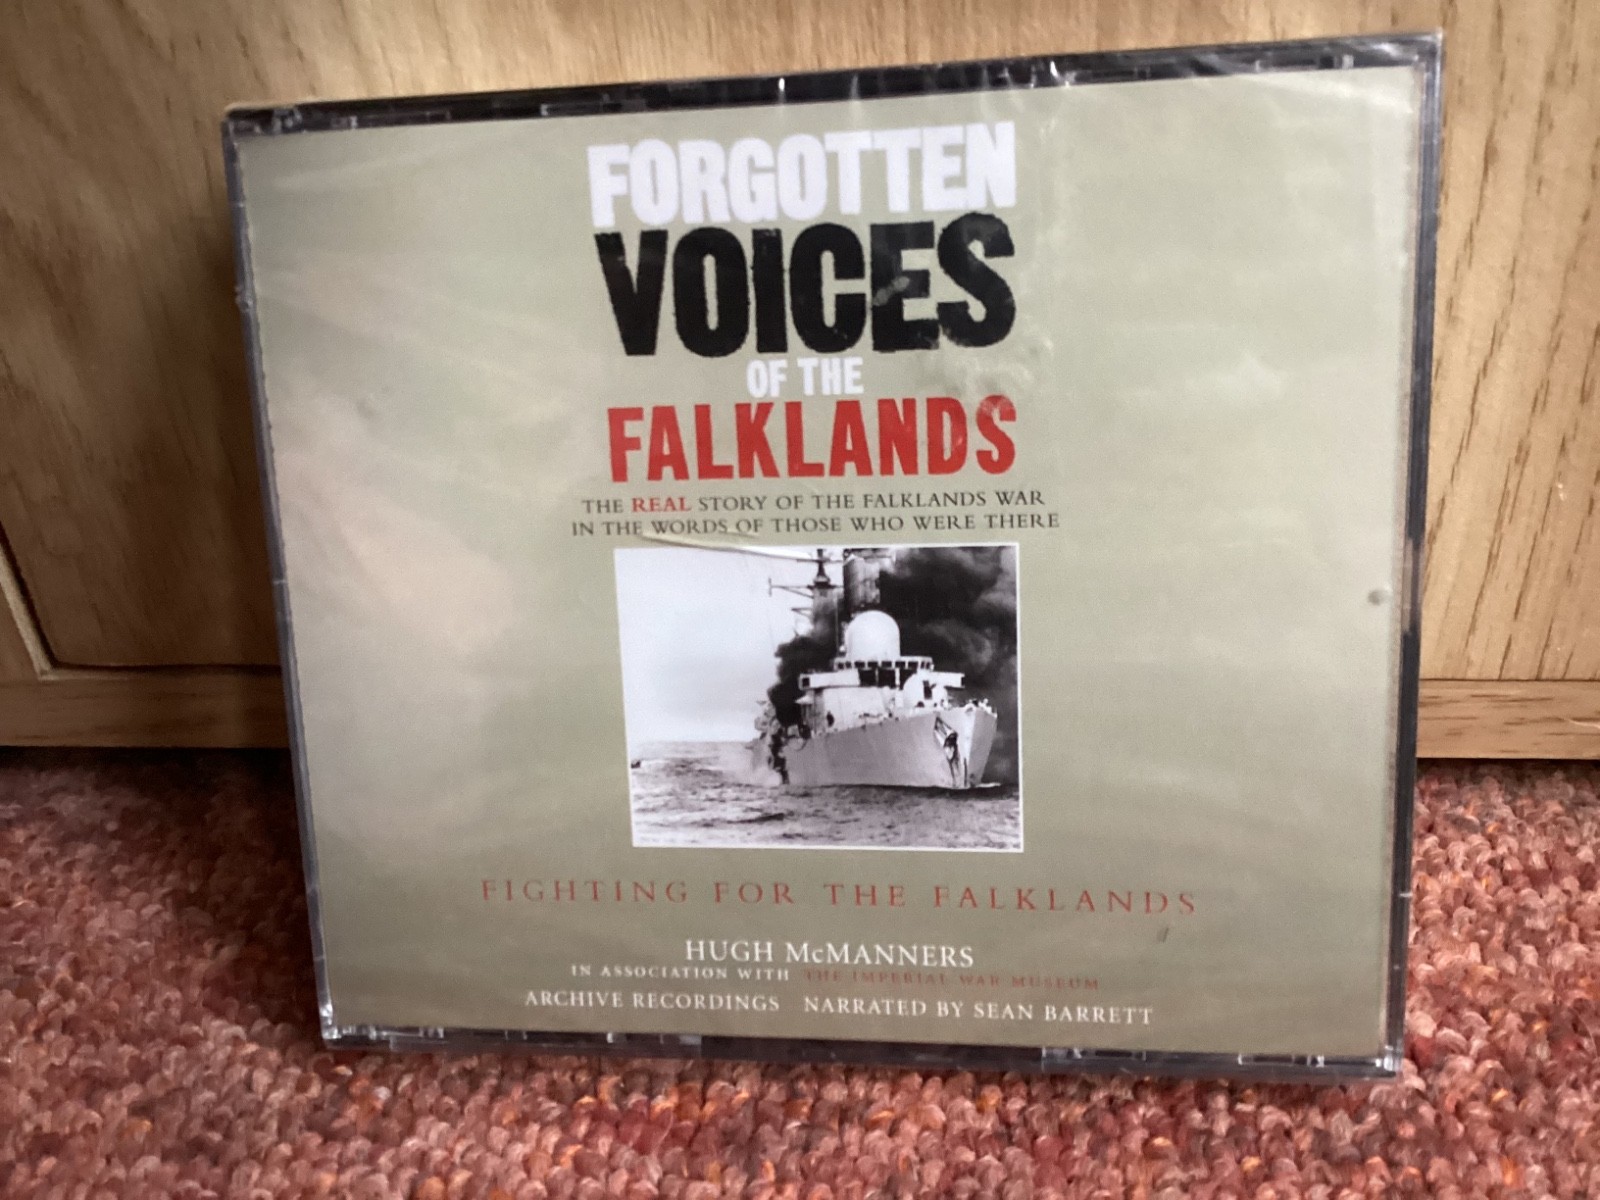 FORGOTTEN
VOICES
OF THE
FALKLANDS
THE REAL STORY OF THE FALKLANDS WAR
IN THE WORDS OF THOSE WHO WERE THERE
FIGHTING FOR THE FALKLANDS
HUGH McMANNERS
IN ASSOCIATION WITH THE IMPERIAL WAR MUSEUM
ARCHIVE RECORDINGS NARRATED BY SEAN BARRETT